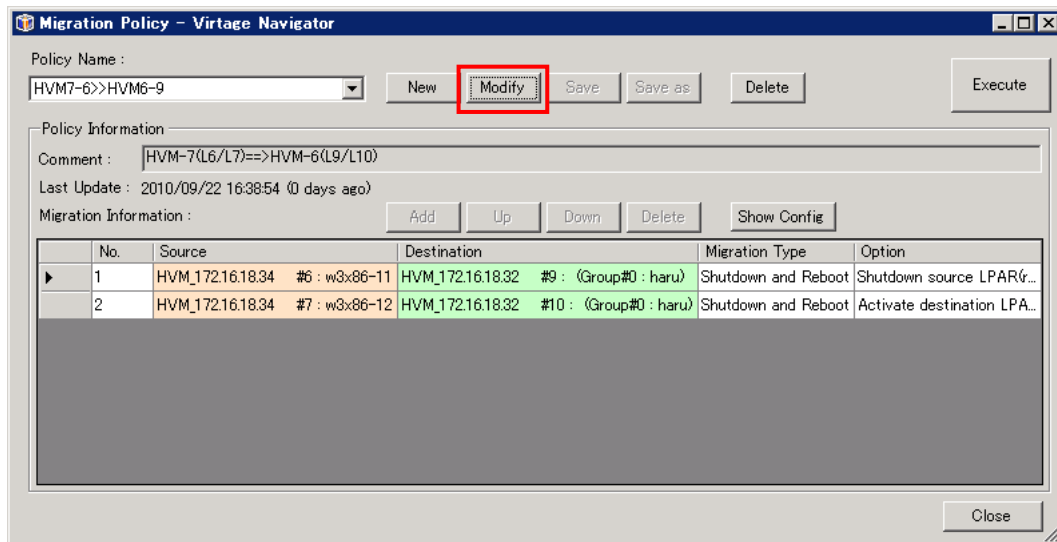 Migration Policy - Virtage Navigator
Policy Name :
HVM7-6>>HVM6-9 New Modify Save Save as Delete Execute
Policy Information
Comment : HVM-7(L6/L7)==>HVM-6(L9/L10)
Last Update : 2010/09/22 16:38:54 (0 days ago)
Migration Information : Add Up Down Delete Show Config
No. Source Destination Migration Type Option
1 HVM_172.16.18.34 #6 : w3x86-11 HVM_172.16.18.32 #9 : (Group#0 : haru) Shutdown and Reboot Shutdown source LPAR(r...
2 HVM_172.16.18.34 #7 : w3x86-12 HVM_172.16.18.32 #10 : (Group#0 : haru) Shutdown and Reboot Activate destination LPA...
Close